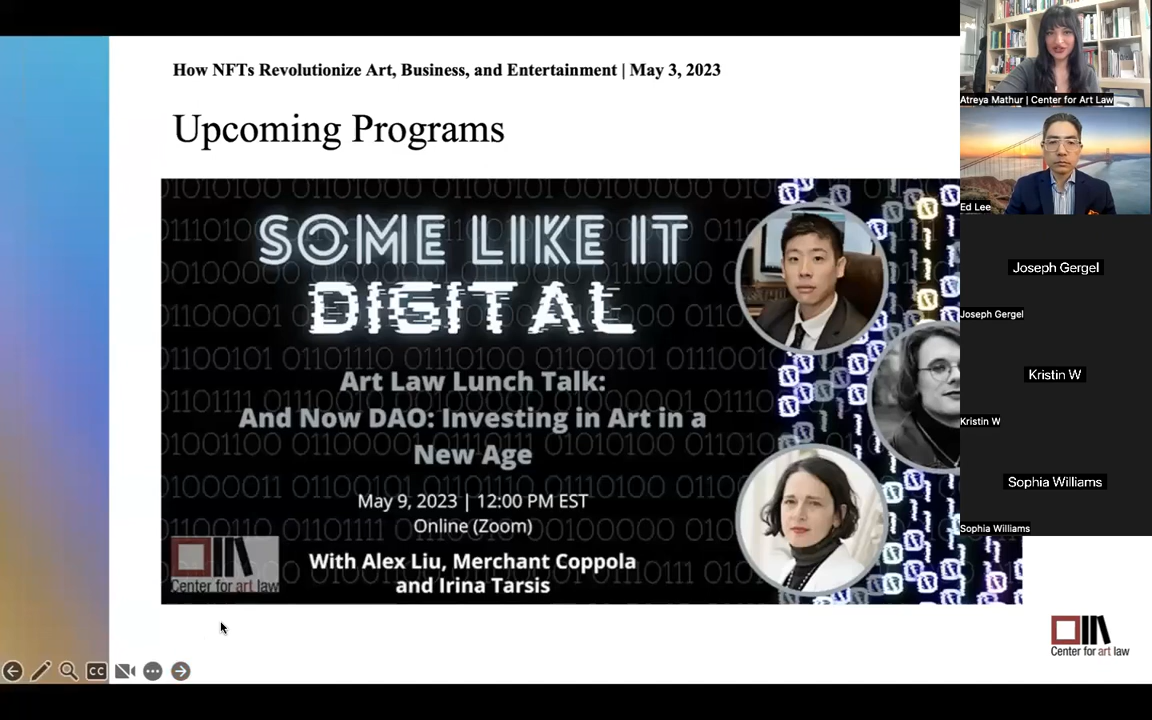 How NFTs Revolutionize Art, Business, and Entertainment | May 3, 2023
Upcoming Programs
SOME LIKE IT
DIGITAL
Art Law Lunch Talk:
And Now DAO: Investing in Art in a
New Age
May 9, 2023 | 12:00 PM EST
Online (Zoom)
With Alex Liu, Merchant Coppola
and Irina Tarsis
Center for art law
Center for art law
CC
Atreya Mathur | Center for Art Law
Ed Lee
Joseph Gergel
Joseph Gergel
Kristin W
Kristin W
Sophia Williams
Sophia Williams